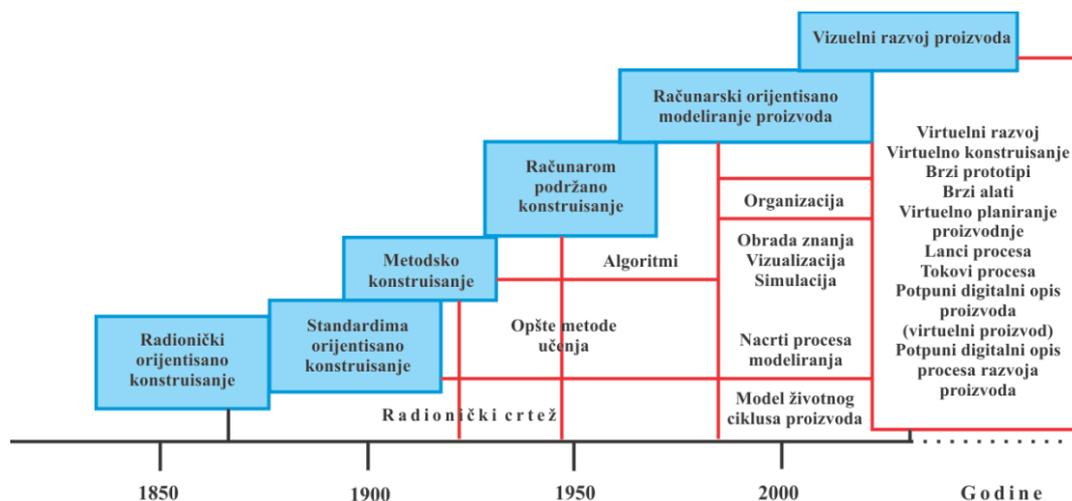 Vizuelni razvoj proizvoda
Računarski orijentisano
modeliranje proizvoda
Računarom
podržano
konstruisanje
Metodsko
konstruisanje
Standardima
orijentisano
konstruisanje
Radionički
orijentisano
konstruisanje
Algoritmi
Opšte metode
učenja
Radionički crtež
Organizacija
Obrada znanja
Vizualizacija
Simulacija
Nacrti procesa
modeliranja
Model životnog
ciklusa proizvoda
Virtuelni razvoj
Virtuelno konstruisanje
Brzi prototipi
Brzi alati
Virtuelno planiranje
proizvodnje
Lanci procesa
Tokovi procesa
Potpuni digitalni opis
proizvoda
(virtuelni proizvod)
Potpuni digitalni opis
procesa razvoja
proizvoda
1850
1900
1950
2000
Godine